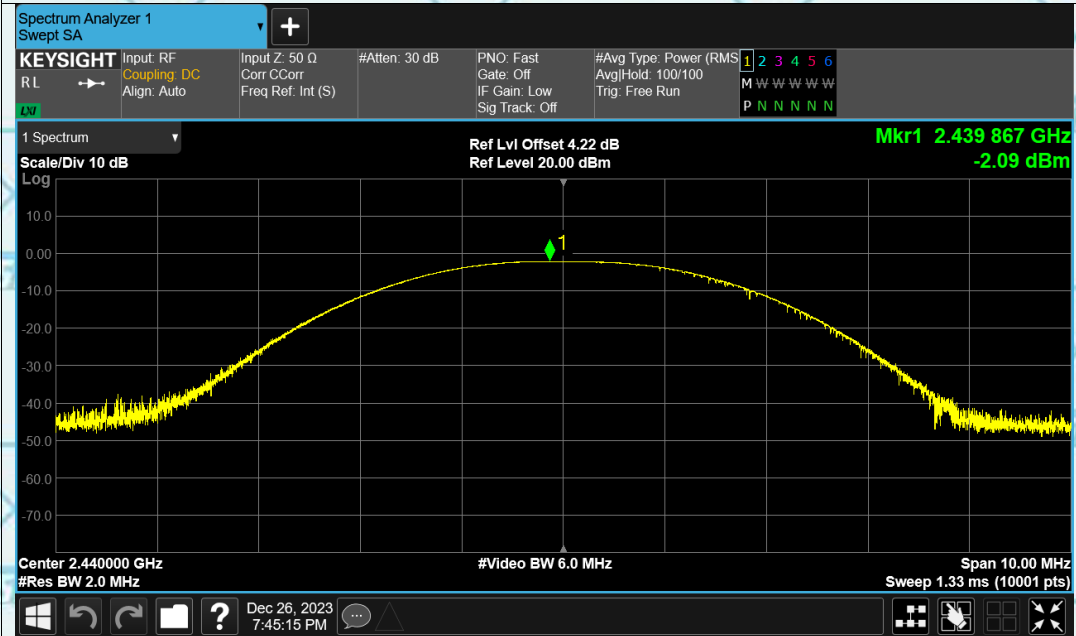 Spectrum Analyzer 1
Swept SA
KEYSIGHT
RL
LXI
Input: RF
Coupling: DC
Align: Auto
Input Z: 50 Ω
Corr CCorr
Freq Ref: Int (S)
#Atten: 30 dB
PNO: Fast
Gate: Off
IF Gain: Low
Sig Track: Off
#Avg Type: Power (RMS
Avg|Hold: 100/100
Trig: Free Run
1 2 3 4 5 6
M W W W W W
P N N N N N
1 Spectrum
Scale/Div 10 dB
Log
Ref Lvl Offset 4.22 dB
Ref Level 20.00 dBm
Mkr1 2.439 867 GHz
-2.09 dBm
1
10.0
0.00
-10.0
-20.0
-30.0
-40.0
-50.0
-60.0
-70.0
Center 2.440000 GHz
#Res BW 2.0 MHz
#Video BW 6.0 MHz
Span 10.00 MHz
Sweep 1.33 ms (10001 pts)
?
Dec 26, 2023
7:45:15 PM